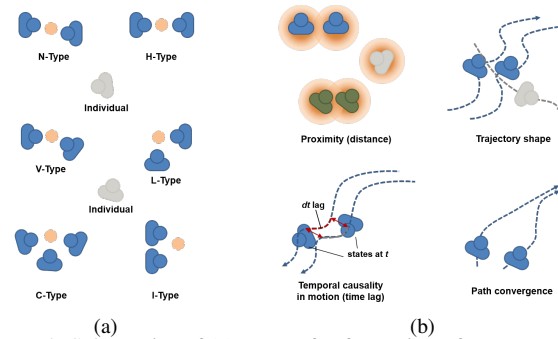 N-Type
H-Type
Individual
V-Type
L-Type
Individual
C-Type
I-Type
(a)
Proximity (distance)
Trajectory shape
dt lag
states at t
Temporal causality
in motion (time lag)
Path convergence
(b)